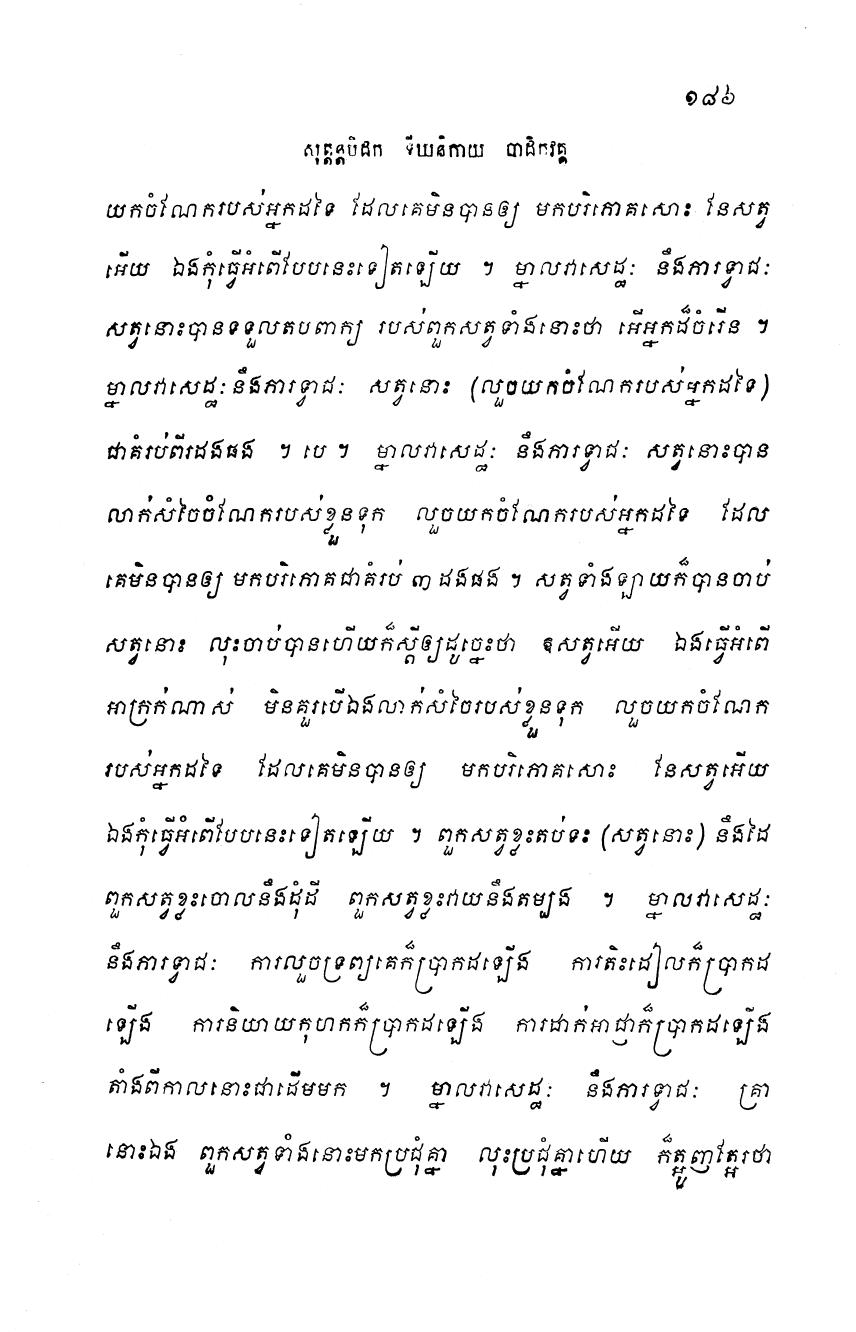 ១៨៦
សុត្តន្តបិដក ទីឃនិកាយ បាដិកវគ្គ
យកចំណែករបស់អ្នកដទៃ ដែលគេមិនបានឲ្យ មកបរិភោគសោះ នែសត្វ
អើយ ឯងកុំធ្វើអំពើបែបនេះទៀតឡើយ ។ ម្នាលវាសេដ្ឋៈ នឹងភារទ្វាជៈ
សត្វនោះបានទទួលតបពាក្យ របស់ពួកសត្វទាំងនោះថា អើអ្នកដ៏ចំរើន ។
ម្នាលវាសេដ្ឋៈនឹងភារទ្វាជៈ សត្វនោះ (លួចយកចំណែករបស់អ្នកដទៃ)
ជាគំរប់ពីរដងផង ។ បេ ។ ម្នាលវាសេដ្ឋៈ នឹងភារទ្វាជៈ សត្វនោះបាន
លាក់សំចៃចំណែករបស់ខ្លួនទុក លួចយកចំណែករបស់អ្នកដទៃ ដែល
គេមិនបានឲ្យ មកបរិភោគជាគំរប់ ៣ ដងផង ។ សត្វទាំងឡាយក៏បានចាប់
សត្វនោះ លុះចាប់បានហើយក៏ស្តីឲ្យដូច្នេះថា ឧសត្វអើយ ឯងធ្វើអំពើ
អាក្រក់ណាស់ មិនគួរបើឯងលាក់សំចៃរបស់ខ្លួនទុក លួចយកចំណែក
របស់អ្នកដទៃ ដែលគេមិនបានឲ្យ មកបរិភោគសោះ នែសត្វអើយ
ឯងកុំធ្វើអំពើបែបនេះទៀតឡើយ ។ ពួកសត្វខ្លះតប់ទះ (សត្វនោះ) នឹងដៃ
ពួកសត្វខ្លះចោលនឹងដុំដី ពួកសត្វខ្លះវាយនឹងតម្បង ។ ម្នាលវាសេដ្ឋៈ
នឹងភារទ្វាជៈ ការលួចទ្រព្យគេក៏ប្រាកដឡើង ការតិះដៀលក៏ប្រាកដ
ឡើង ការនិយាយកុហកក៏ប្រាកដឡើង ការដាក់អាជ្ញាក៏ប្រាកដឡើង
តាំងពីកាលនោះជាដើមមក ។ ម្នាលវាសេដ្ឋៈ នឹងភារទ្វាជៈ គ្រា
នោះឯង ពួកសត្វទាំងនោះមកប្រជុំគ្នា លុះប្រជុំគ្នាហើយ ក៏ត្អូញត្អែរថា